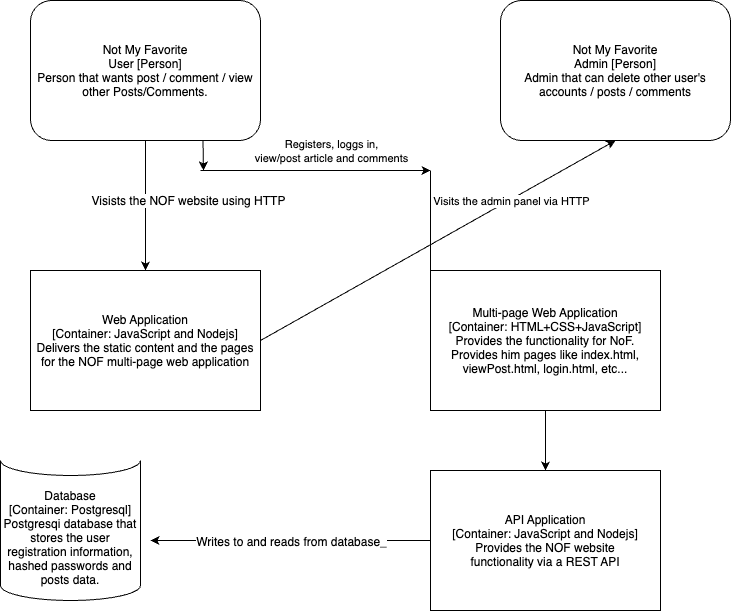 Not My Favorite
User [Person]
Person that wants post / comment / view
other Posts/Comments.
Not My Favorite
Admin [Person]
Admin that can delete other user's
accounts / posts / comments
Registers, loggs in,
view/post article and comments
Visists the NOF website using HTTP
Visits the admin panel via HTTP
Web Application
[Container: JavaScript and Nodejs]
Delivers the static content and the pages
for the NOF multi-page web application
Multi-page Web Application
[Container: HTML+CSS+JavaScript]
Provides the functionality for NoF.
Provides him pages like index.html,
viewPost.html, login.html, etc...
Database
[Container: Postgresql]
Postgresqi database that
stores the user
registration information,
hashed passwords and
posts data.
Writes to and reads from database_
API Application
[Container: JavaScript and Nodejs]
Provides the NOF website
functionality via a REST API